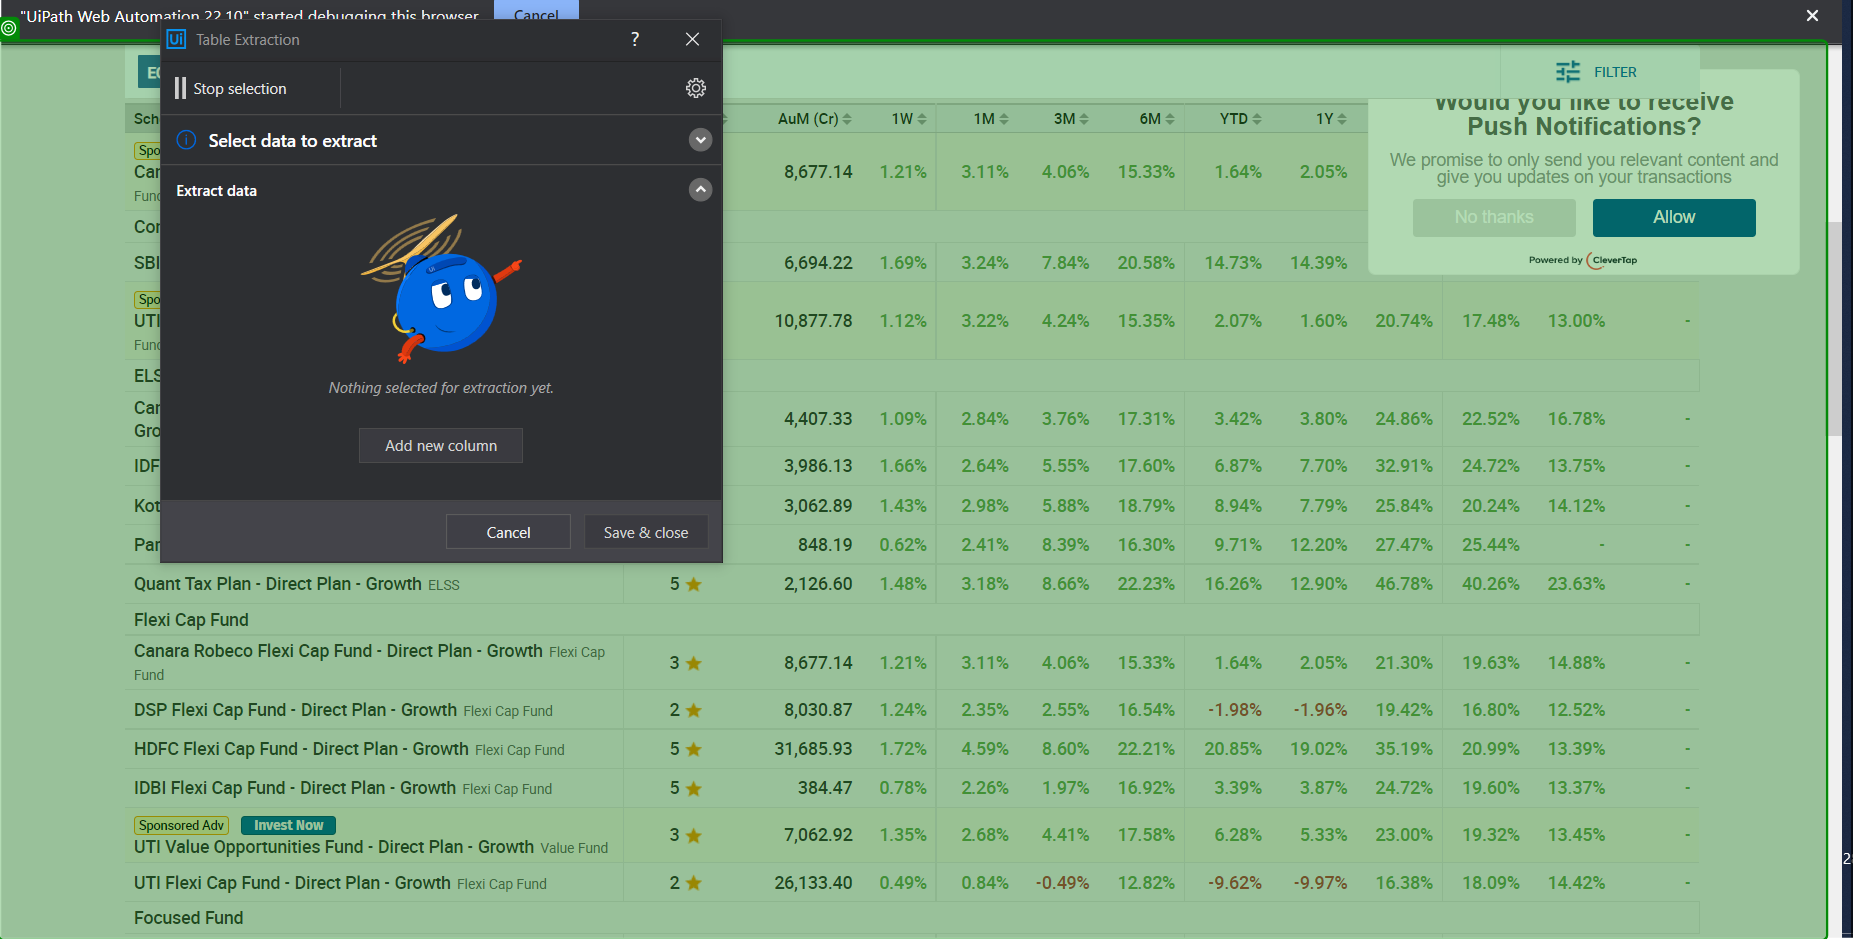 "UiPath Web Automation 22.10" started debugging this browser
Cancel
Ui Table Extraction ?
Stop selection
Select data to extract
Extract data
Ui
Nothing selected for extraction yet.
Add new column
Cancel Save & close
FILTER
Would you like to receive
Push Notifications?
We promise to only send you relevant content and
give you updates on your transactions
No thanks Allow
Powered by CleverTap
Sch AuM (Cr) 1W 1M 3M 6M YTD 1Y
Spo
Car 8,677.14 1.21% 3.11% 4.06% 15.33% 1.64% 2.05%
Fund
Cor
SBI 6,694.22 1.69% 3.24% 7.84% 20.58% 14.73% 14.39%
Spo
UTI 10,877.78 1.12% 3.22% 4.24% 15.35% 2.07% 1.60% 20.74% 17.48% 13.00% -
Fund
ELS
Car
Gro 4,407.33 1.09% 2.84% 3.76% 17.31% 3.42% 3.80% 24.86% 22.52% 16.78% -
IDF 3,986.13 1.66% 2.64% 5.55% 17.60% 6.87% 7.70% 32.91% 24.72% 13.75% -
Kot 3,062.89 1.43% 2.98% 5.88% 18.79% 8.94% 7.79% 25.84% 20.24% 14.12% -
Par 848.19 0.62% 2.41% 8.39% 16.30% 9.71% 12.20% 27.47% 25.44% - -
Quant Tax Plan - Direct Plan - Growth ELSS 5 2,126.60 1.48% 3.18% 8.66% 22.23% 16.26% 12.90% 46.78% 40.26% 23.63% -
Flexi Cap Fund
Canara Robeco Flexi Cap Fund - Direct Plan - Growth Flexi Cap
Fund 3 8,677.14 1.21% 3.11% 4.06% 15.33% 1.64% 2.05% 21.30% 19.63% 14.88% -
DSP Flexi Cap Fund - Direct Plan - Growth Flexi Cap Fund 2 8,030.87 1.24% 2.35% 2.55% 16.54% -1.98% -1.96% 19.42% 16.80% 12.52% -
HDFC Flexi Cap Fund - Direct Plan - Growth Flexi Cap Fund 5 31,685.93 1.72% 4.59% 8.60% 22.21% 20.85% 19.02% 35.19% 20.99% 13.39% -
IDBI Flexi Cap Fund - Direct Plan - Growth Flexi Cap Fund 5 384.47 0.78% 2.26% 1.97% 16.92% 3.39% 3.87% 24.72% 19.60% 13.37% -
Sponsored Adv Invest Now
UTI Value Opportunities Fund - Direct Plan - Growth Value Fund 3 7,062.92 1.35% 2.68% 4.41% 17.58% 6.28% 5.33% 23.00% 19.32% 13.45% -
UTI Flexi Cap Fund - Direct Plan - Growth Flexi Cap Fund 2 26,133.40 0.49% 0.84% -0.49% 12.82% -9.62% -9.97% 16.38% 18.09% 14.42% -
Focused Fund